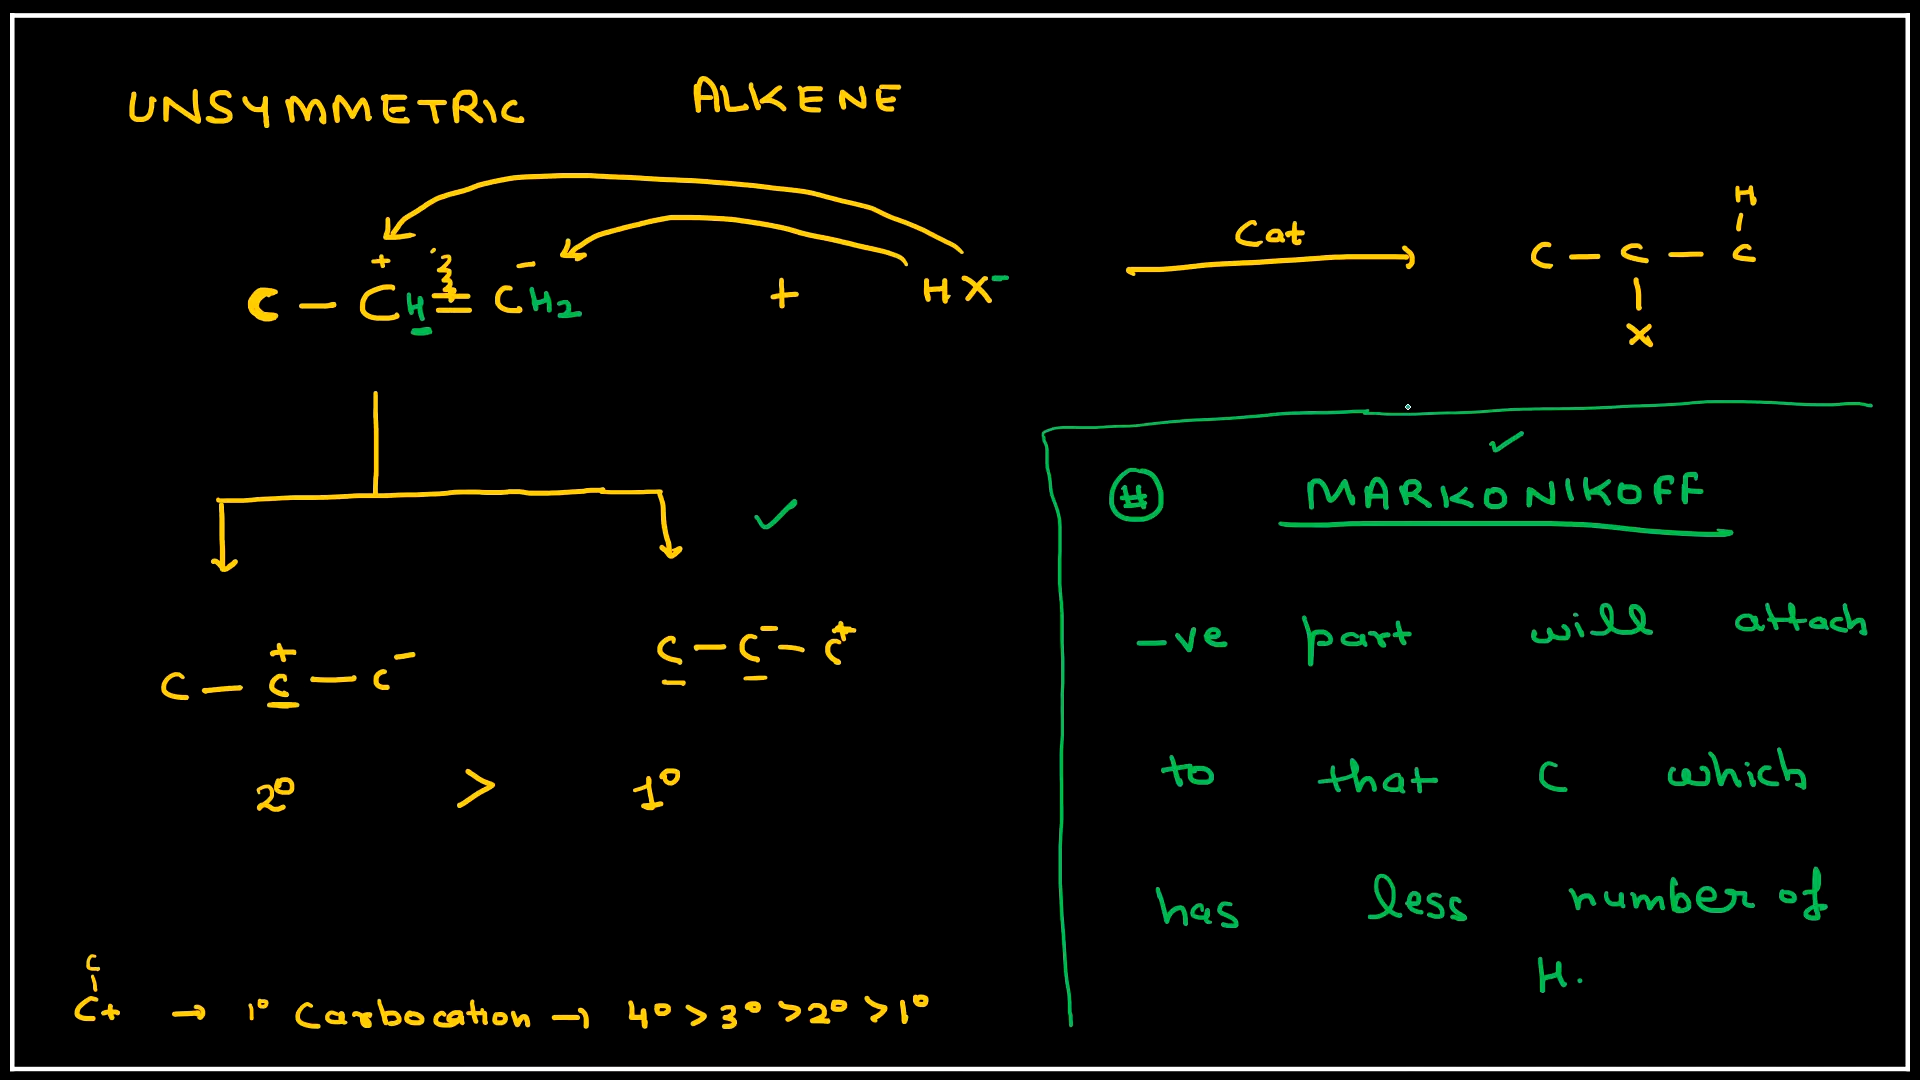 UNSYMMETRIC ALKENE
C — CH = CH2 + HX-
+ -
Cat
H
C — C — C
X
# MARKONIKOFF
-ve part will attach
to that C which
has less number of
H.
C — C+ — C-
C — C- — C+
2° > 1°
C
C+ → 1° Carbocation → 4° > 3° > 2° > 1°